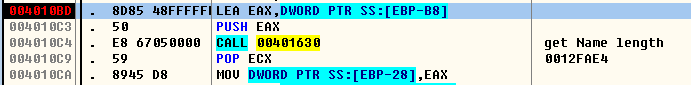 004010BD . 8D85 48FFFFFF LEA EAX,DWORD PTR SS:[EBP-B8]
004010C3 . 50 PUSH EAX
004010C4 . E8 67050000 CALL 00401630 get Name length
004010C9 . 59 POP ECX 0012FAE4
004010CA . 8945 D8 MOV DWORD PTR SS:[EBP-28],EAX